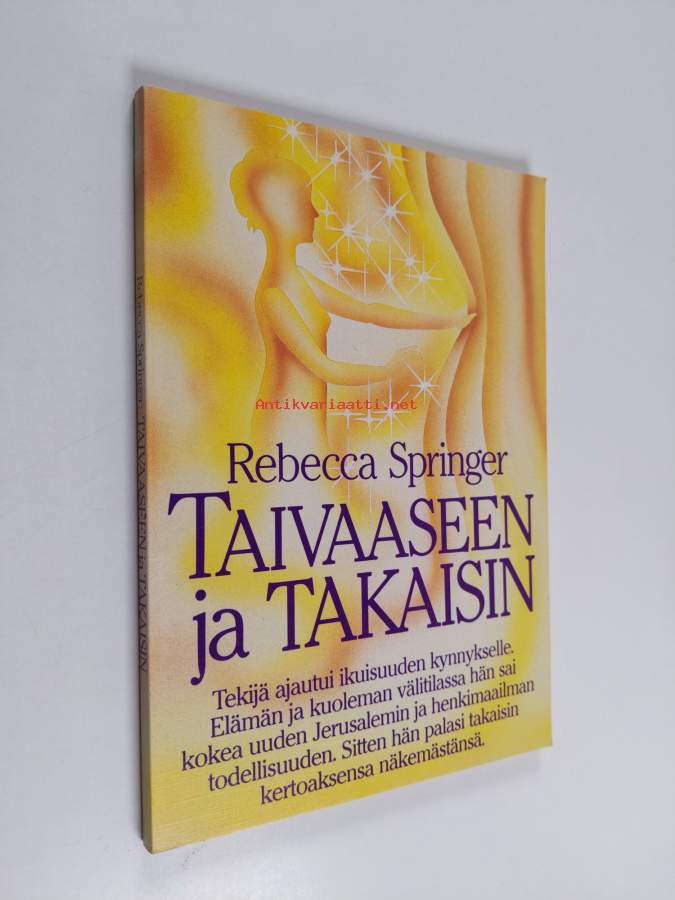 Antikvariaatti.net
Rebecca Springer
TAIVAASEEN
ja TAKAISIN
Tekijä ajautui ikuisuuden kynnykselle.
Elämän ja kuoleman välitilassa hän sai
kokea uuden Jerusalemin ja henkimaailman
todellisuuden. Sitten hän palasi takaisin
kertoaksensa näkemästänsä.
Rebecca Springer TAIVAASEEN ja TAKAISIN